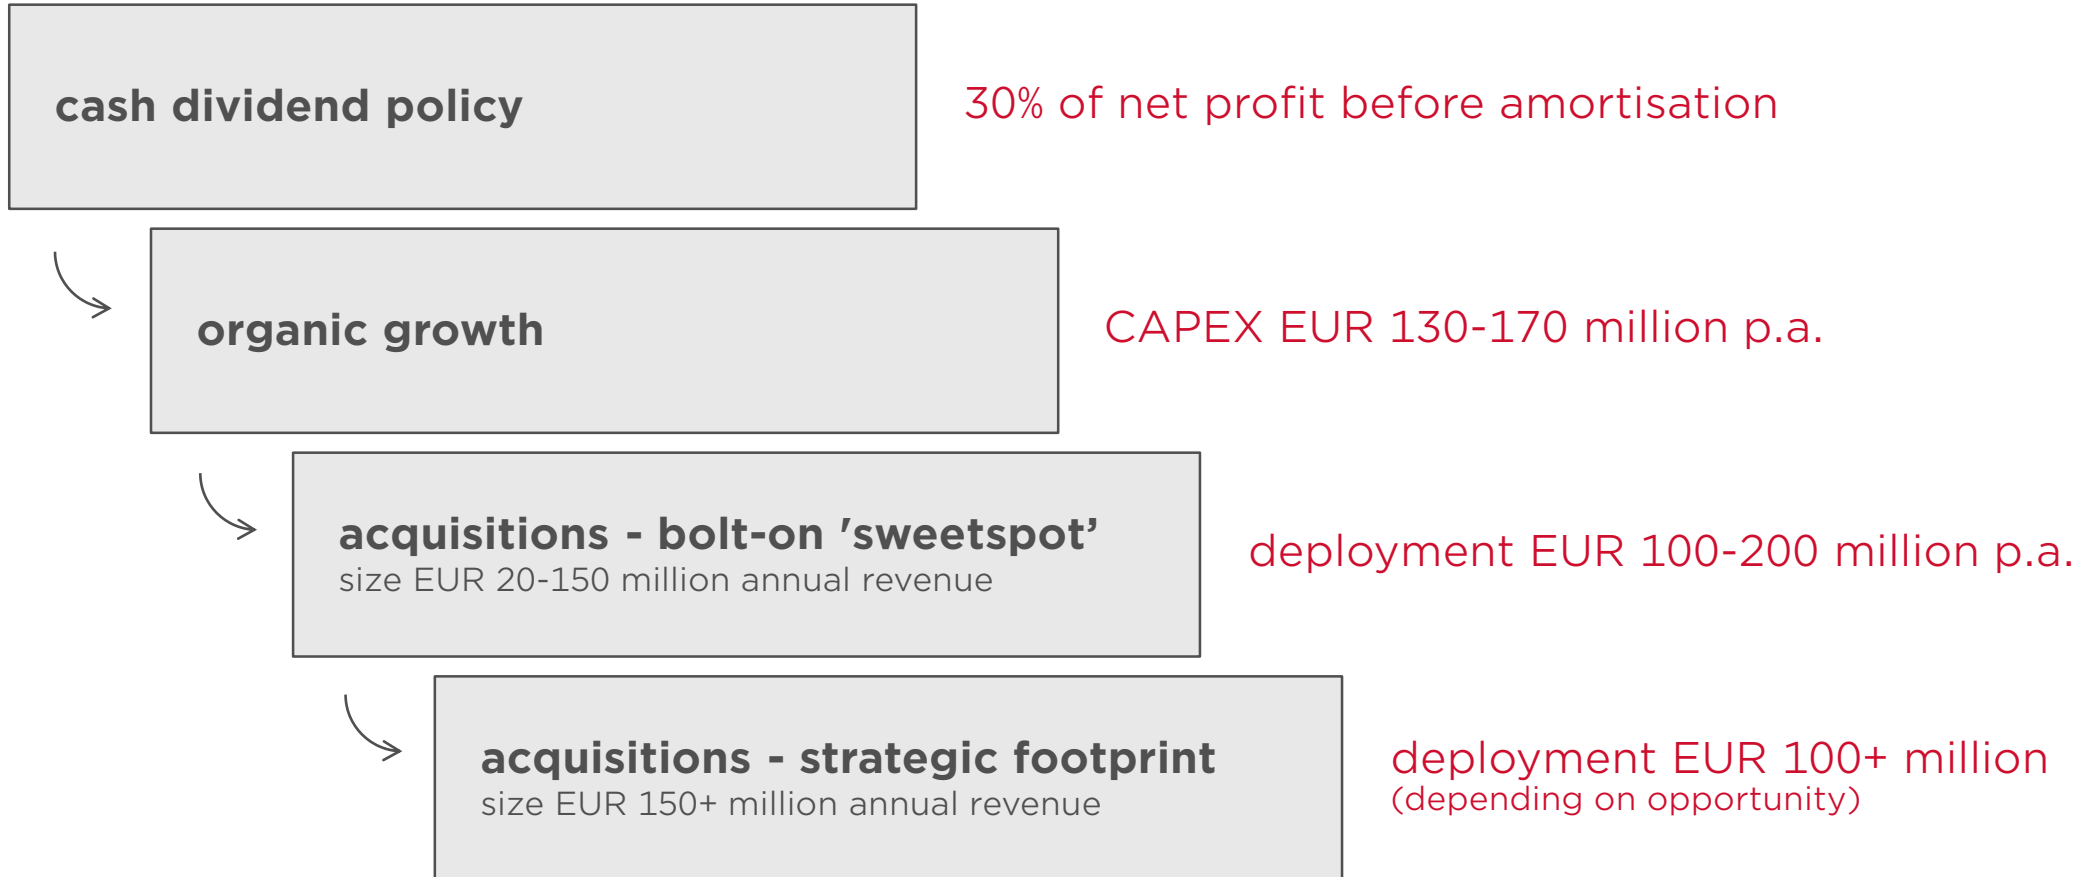 cash dividend policy
30% of net profit before amortisation
organic growth
CAPEX EUR 130-170 million p.a.
acquisitions - bolt-on 'sweetspot’
size EUR 20-150 million annual revenue
deployment EUR 100-200 million p.a.
acquisitions - strategic footprint
size EUR 150+ million annual revenue
deployment EUR 100+ million
(depending on opportunity)